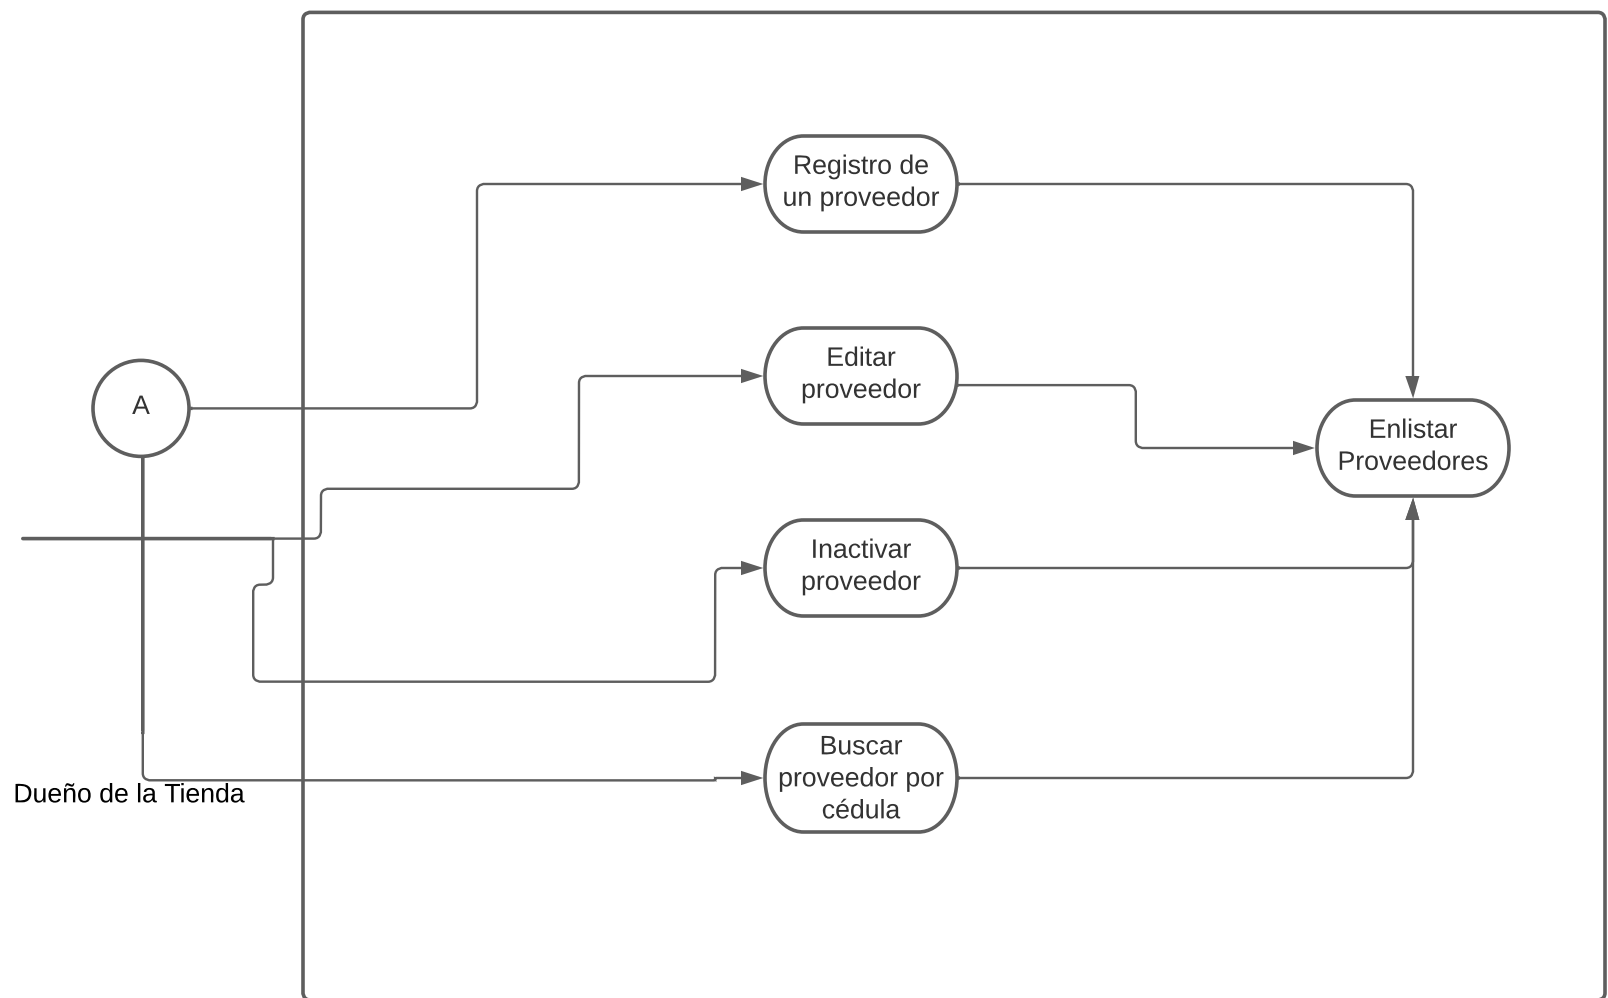 Registro de
un proveedor
Editar
proveedor
A
Enlistar
Proveedores
Inactivar
proveedor
Buscar
proveedor por
cédula
Dueño de la Tienda